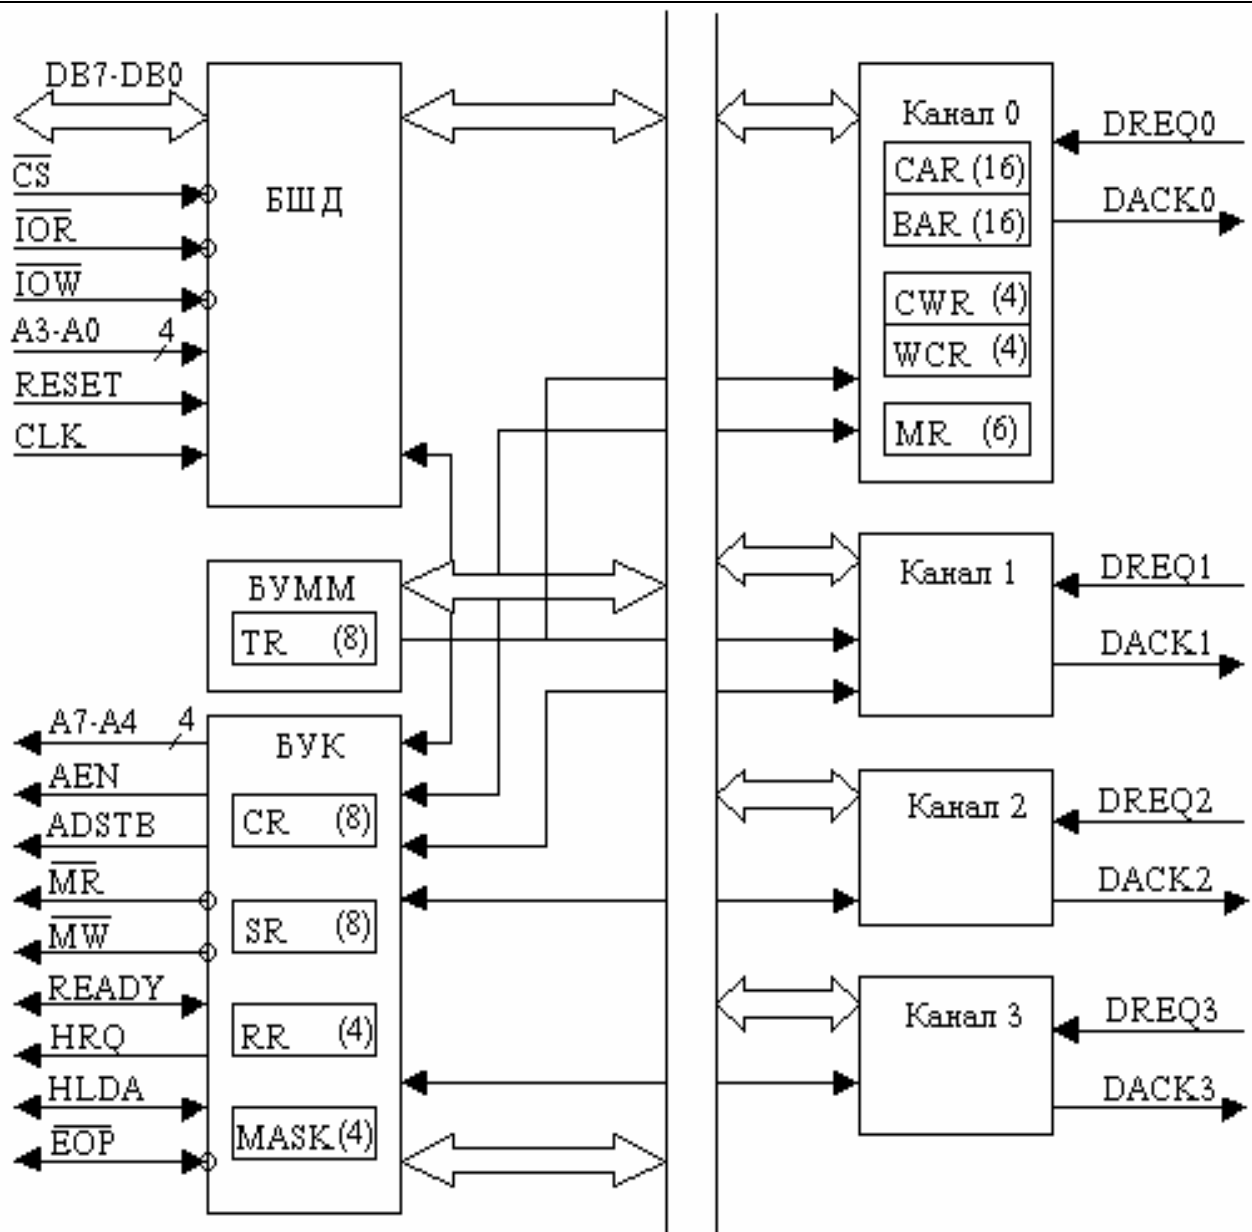 DB7-DB0
CS
IOR
IOW
A3-A0 4
RESET
CLK
БШД
БУММ
TR (8)
A7-A4 4
AEN
ADSTB
MR
MW
READY
HRQ
HLDA
EOP
БУК
CR (8)
SR (8)
RR (4)
MASK (4)
Канал 0
CAR (16)
BAR (16)
CWR (4)
WCR (4)
MR (6)
DREQ0
DACK0
Канал 1
DREQ1
DACK1
Канал 2
DREQ2
DACK2
Канал 3
DREQ3
DACK3